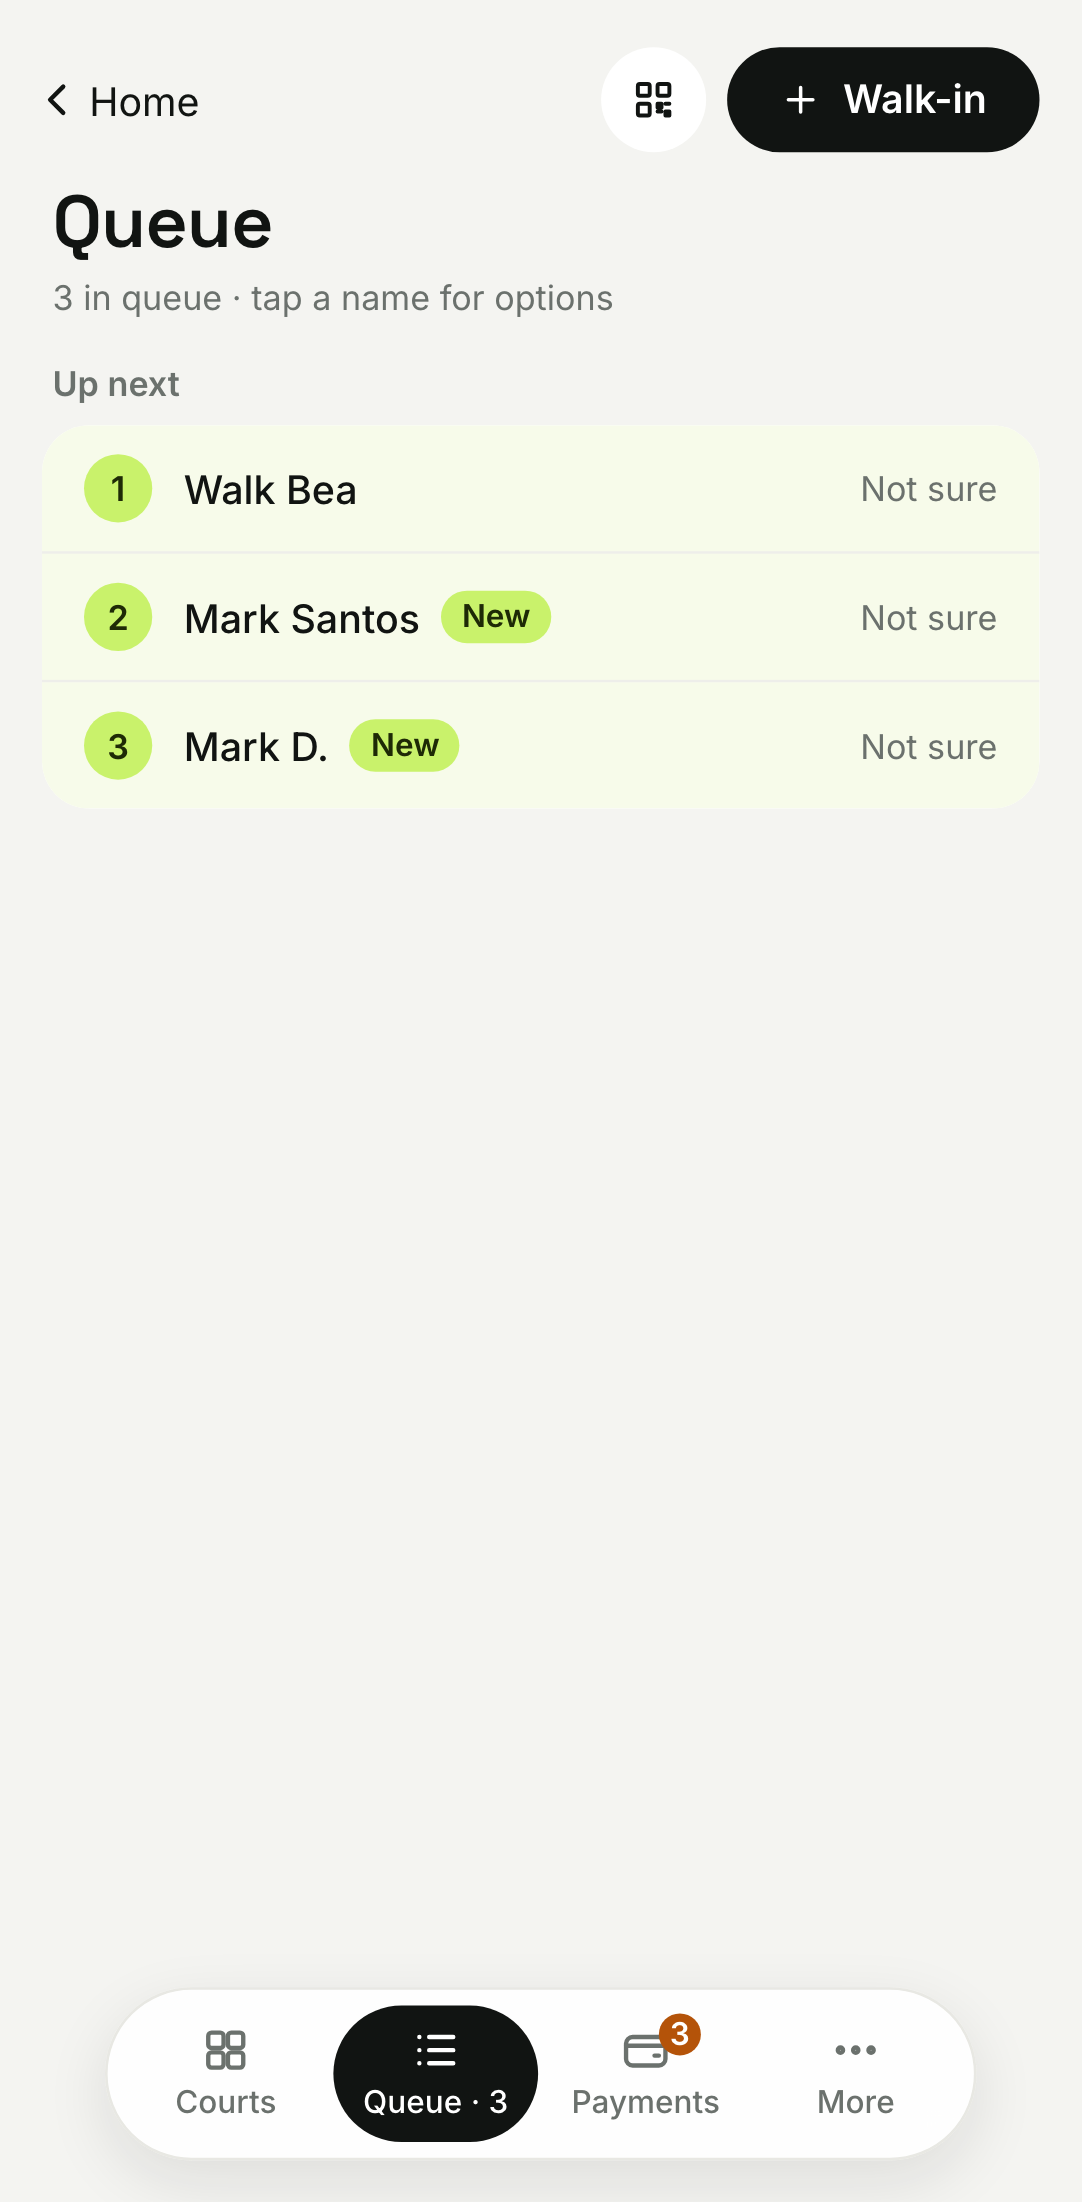 Home
Walk-in
Queue
3 in queue · tap a name for options
Up next
1 Walk Bea Not sure
2 Mark Santos New Not sure
3 Mark D. New Not sure
3
Courts Queue · 3 Payments More